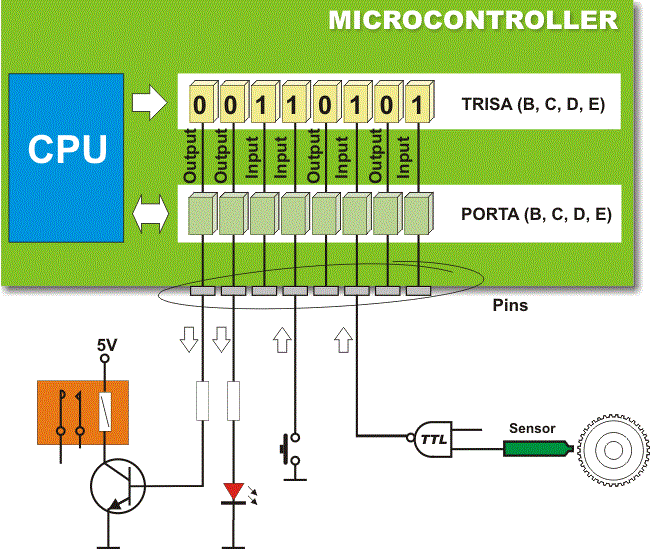 MICROCONTROLLER
CPU
0 0 1 1 0 1 0 1
TRISA (B, C, D, E)
Output Output Input Input Output Input Output Input
PORTA (B, C, D, E)
Pins
5V
TTL
Sensor